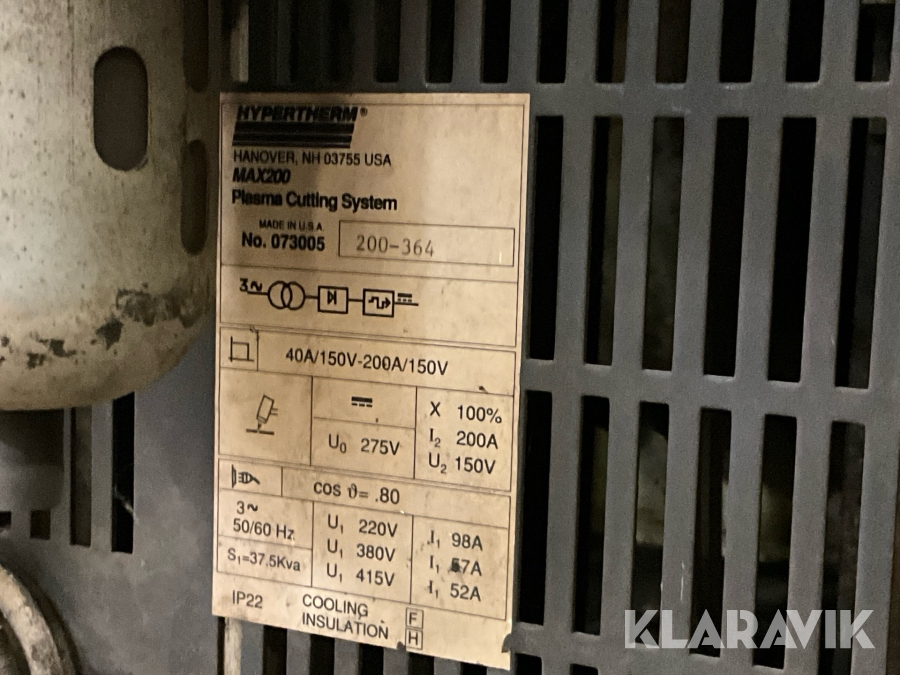 HYPERTHERM®
HANOVER, NH 03755 USA
MAX200
Plasma Cutting System
MADE IN U.S.A.
No. 073005 200-364
3~
40A/150V-200A/150V
X 100%
U₀ 275V
I₂ 200A
U₂ 150V
cos ϑ= .80
3~
50/60 Hz
S₁=37.5Kva
U₁ 220V I₁ 98A
U₁ 380V I₁ 57A
U₁ 415V I₁ 52A
IP22
COOLING F
INSULATION H
KLARAVIK